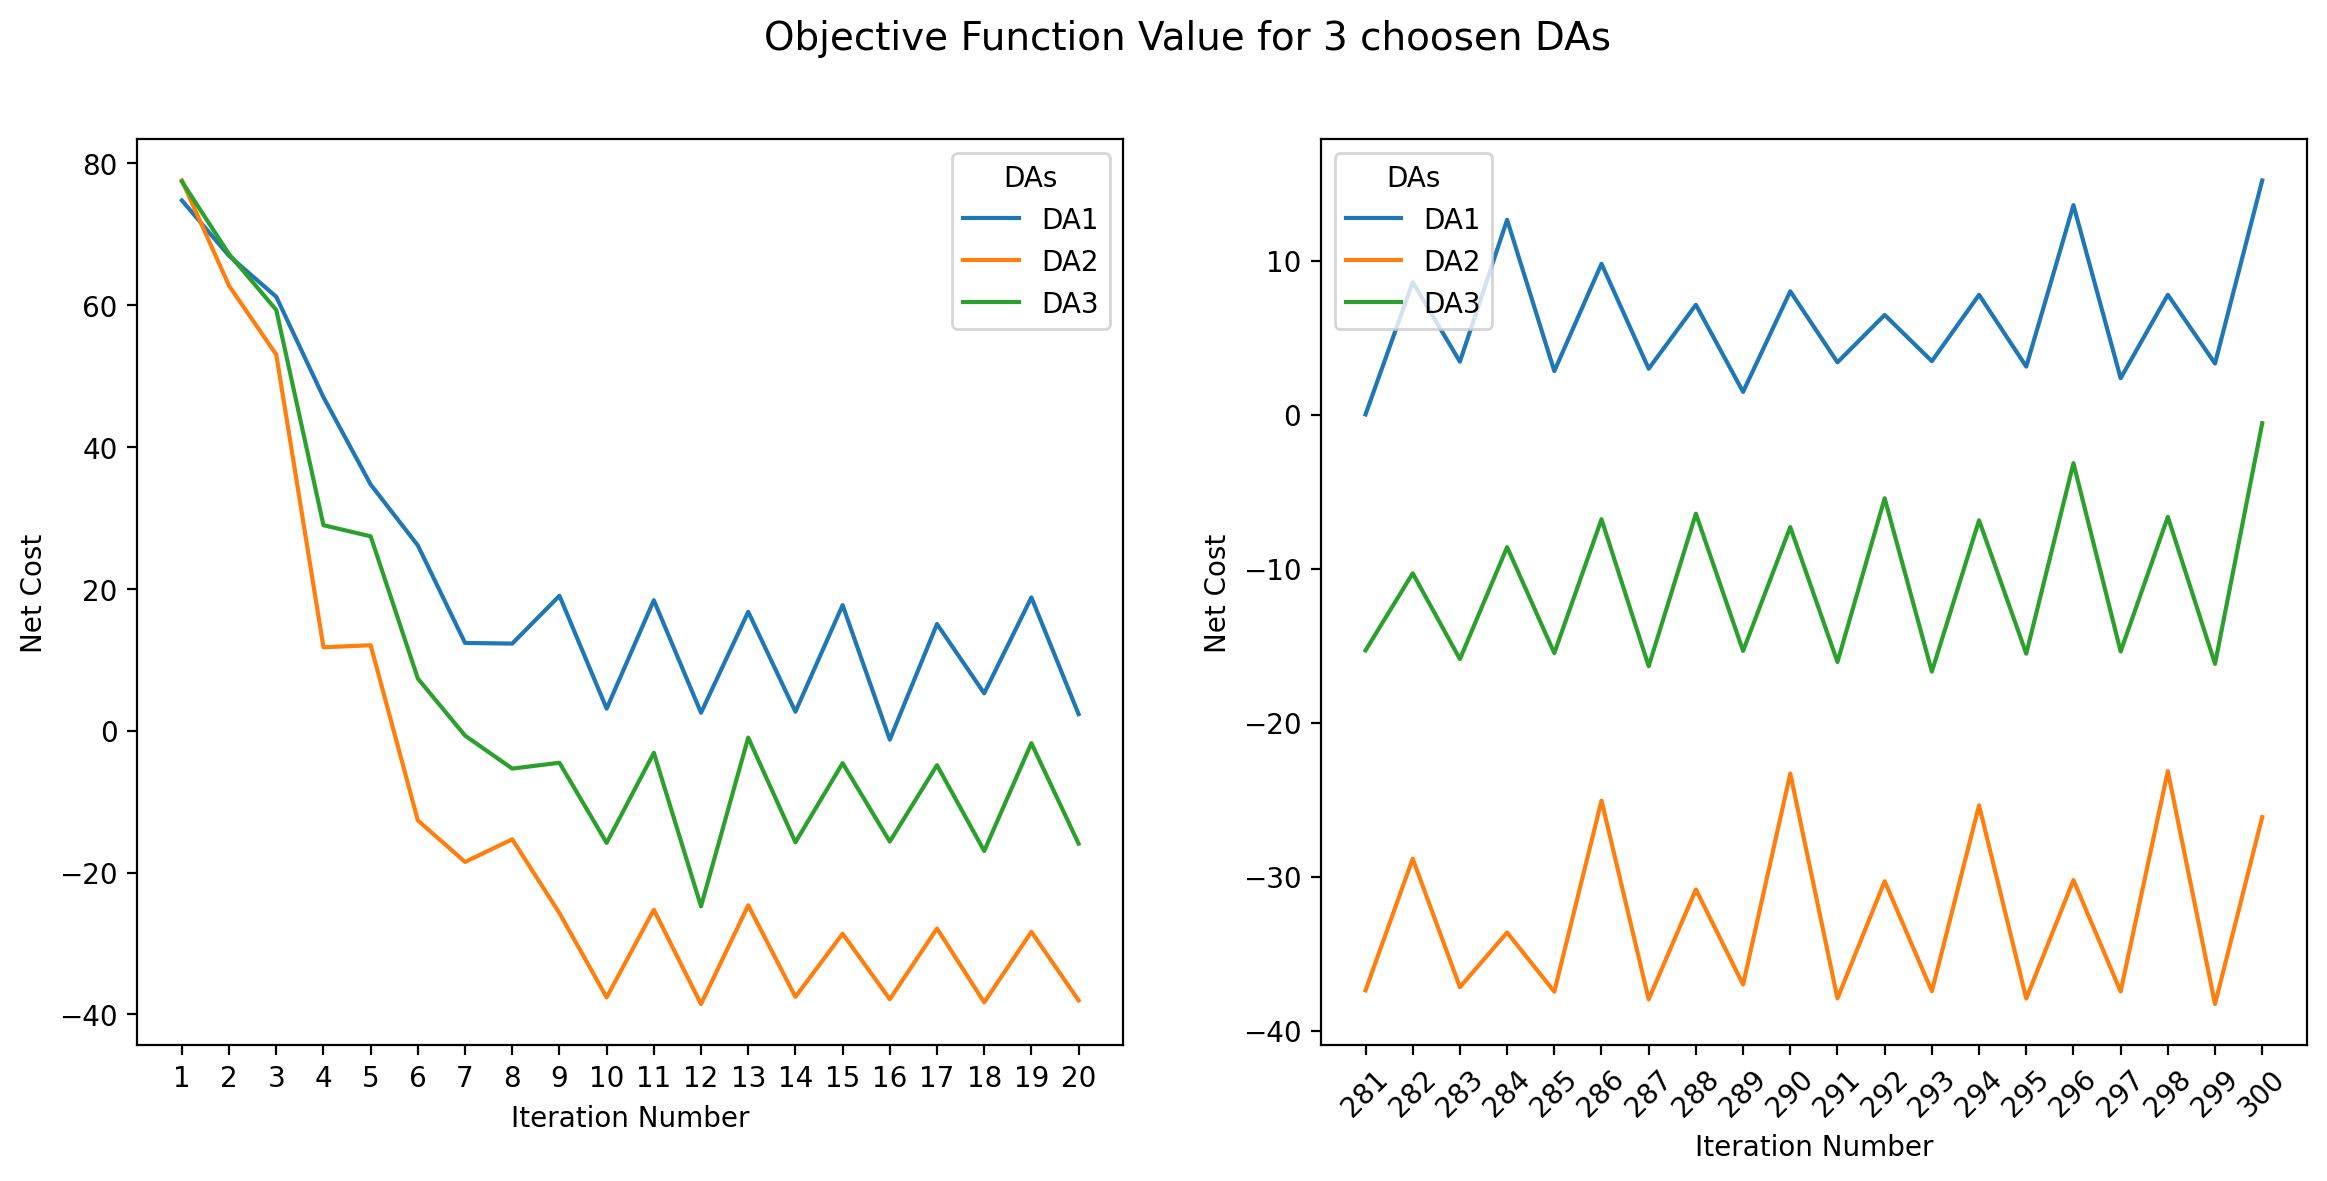 Objective Function Value for 3 choosen DAs
80
60
40
20
0
−20
−40
Net Cost
DAs
DA1
DA2
DA3
1 2 3 4 5 6 7 8 9 10 11 12 13 14 15 16 17 18 19 20
Iteration Number
10
0
−10
−20
−30
−40
Net Cost
DAs
DA1
DA2
DA3
281 282 283 284 285 286 287 288 289 290 291 292 293 294 295 296 297 298 299 300
Iteration Number